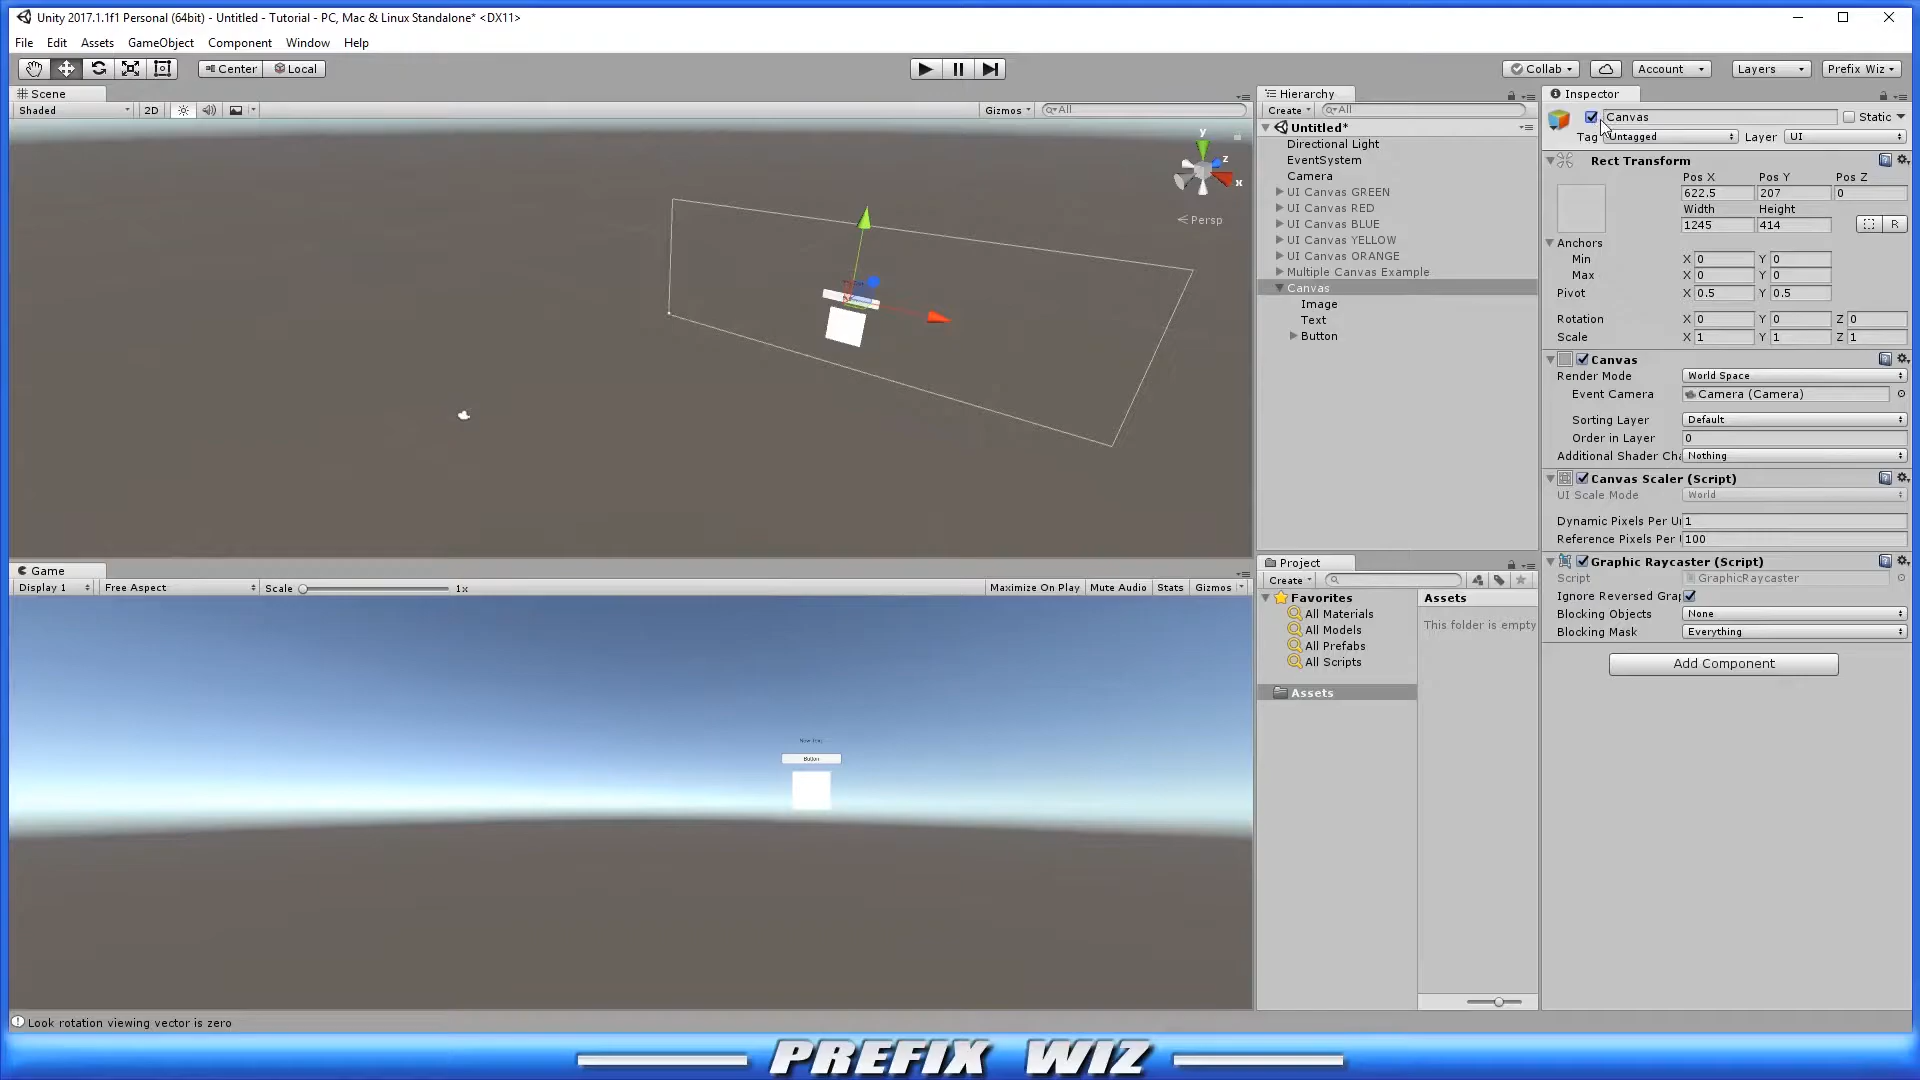 Unity 2017.1.1f1 Personal (64bit) - Untitled - Tutorial - PC, Mac & Linux Standalone* <DX11>
File Edit Assets GameObject Component Window Help
Center Local
Collab Account Layers Prefix Wiz
Scene
Shaded 2D Gizmos All
y
z
x
Persp
Game
Display 1 Free Aspect Scale 1x Maximize On Play Mute Audio Stats Gizmos
Button
Look rotation viewing vector is zero
Hierarchy
Create All
Untitled*
Directional Light
EventSystem
Camera
UI Canvas GREEN
UI Canvas RED
UI Canvas BLUE
UI Canvas YELLOW
UI Canvas ORANGE
Multiple Canvas Example
Canvas
Image
Text
Button
Project
Create
Favorites
All Materials
All Models
All Prefabs
All Scripts
Assets
Assets
This folder is empty
Inspector
Canvas Static
Tag Untagged Layer UI
Rect Transform
Pos X Pos Y Pos Z
622.5 207 0
Width Height
1245 414 R
Anchors
Min X 0 Y 0
Max X 0 Y 0
Pivot X 0.5 Y 0.5
Rotation X 0 Y 0 Z 0
Scale X 1 Y 1 Z 1
Canvas
Render Mode World Space
Event Camera Camera (Camera)
Sorting Layer Default
Order in Layer 0
Additional Shader Cha Nothing
Canvas Scaler (Script)
UI Scale Mode World
Dynamic Pixels Per U 1
Reference Pixels Per 100
Graphic Raycaster (Script)
Script GraphicRaycaster
Ignore Reversed Gra
Blocking Objects None
Blocking Mask Everything
Add Component
PREFIX WIZ